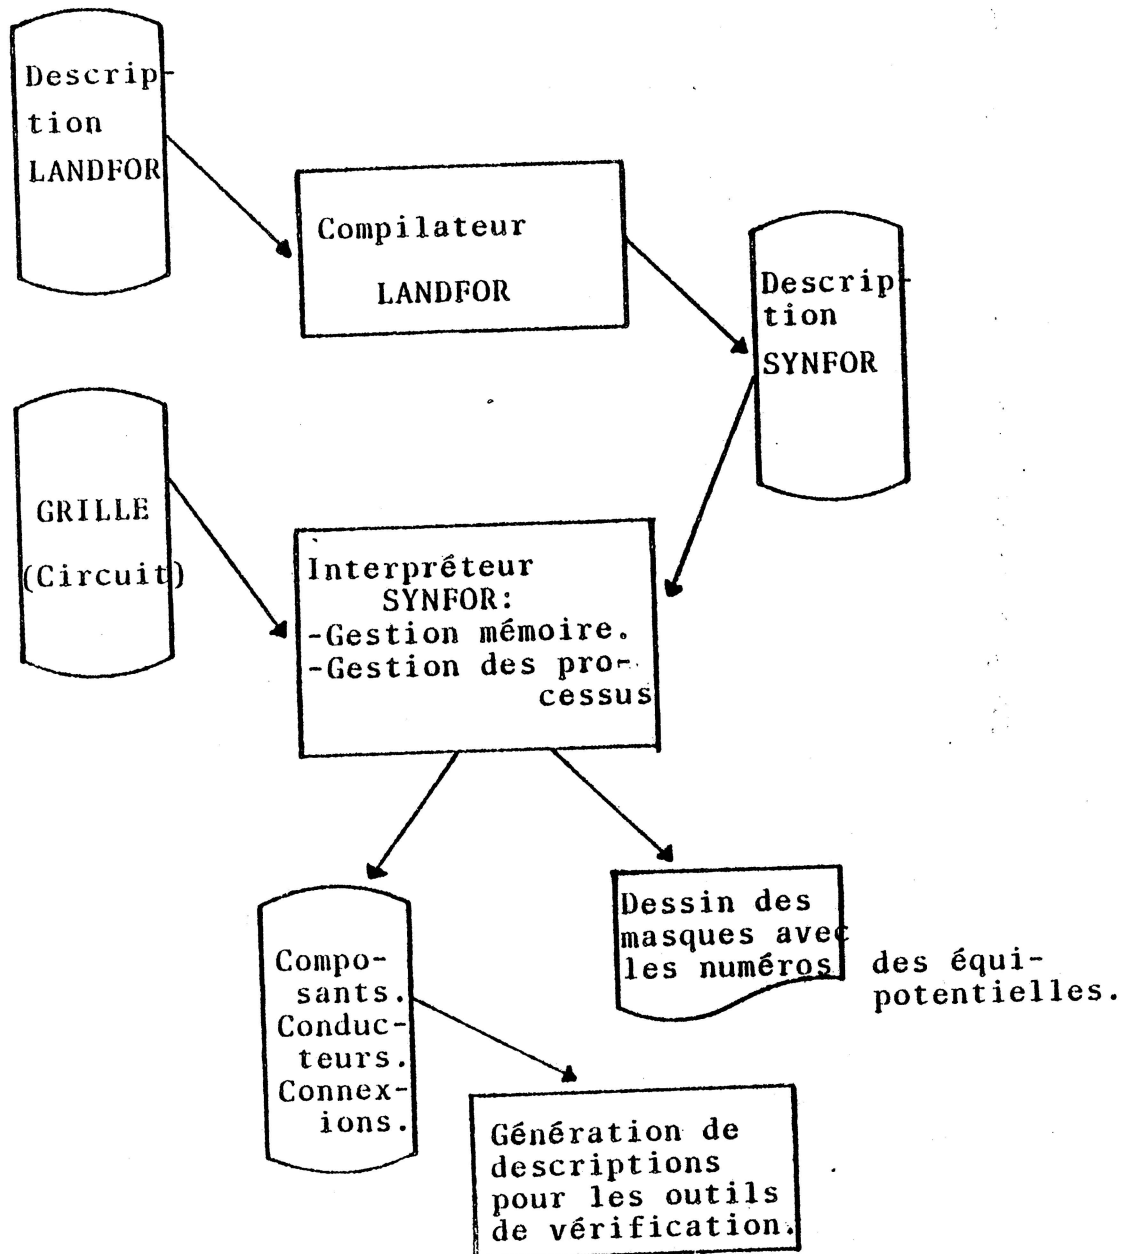 Descrip-
tion
LANDFOR
Compilateur
LANDFOR
Descrip-
tion
SYNFOR
GRILLE
(Circuit)
Interpréteur
SYNFOR:
-Gestion mémoire.
-Gestion des pro-
cessus
Compo-
sants.
Conduc-
teurs.
Connex-
ions.
Dessin des
masques avec
les numéros des équi-
potentielles.
Génération de
descriptions
pour les outils
de vérification.